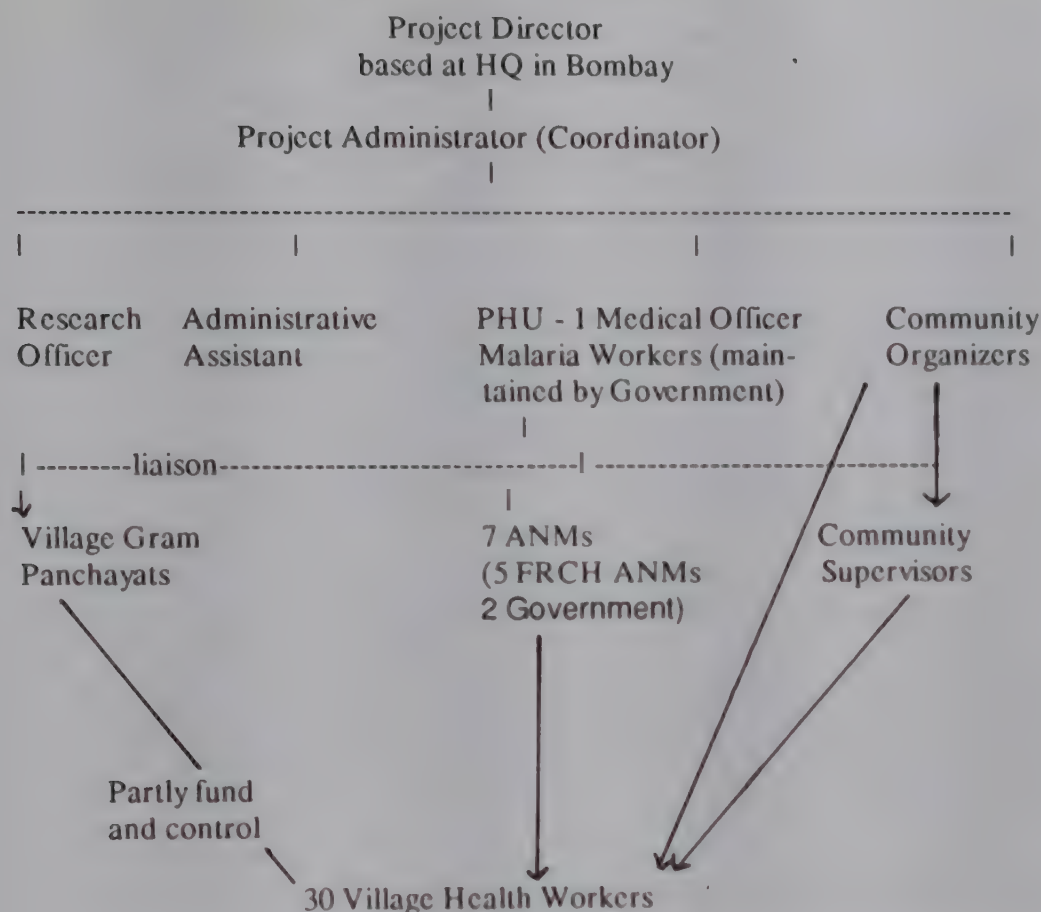 Project Director
based at HQ in Bombay
Project Administrator (Coordinator)
Research Officer
Administrative Assistant
PHU - 1 Medical Officer
Malaria Workers (main-
tained by Government)
Community Organizers
liaison
Village Gram
Panchayats
7 ANMs
(5 FRCH ANMs
2 Government)
Community
Supervisors
Partly fund
and control
30 Village Health Workers